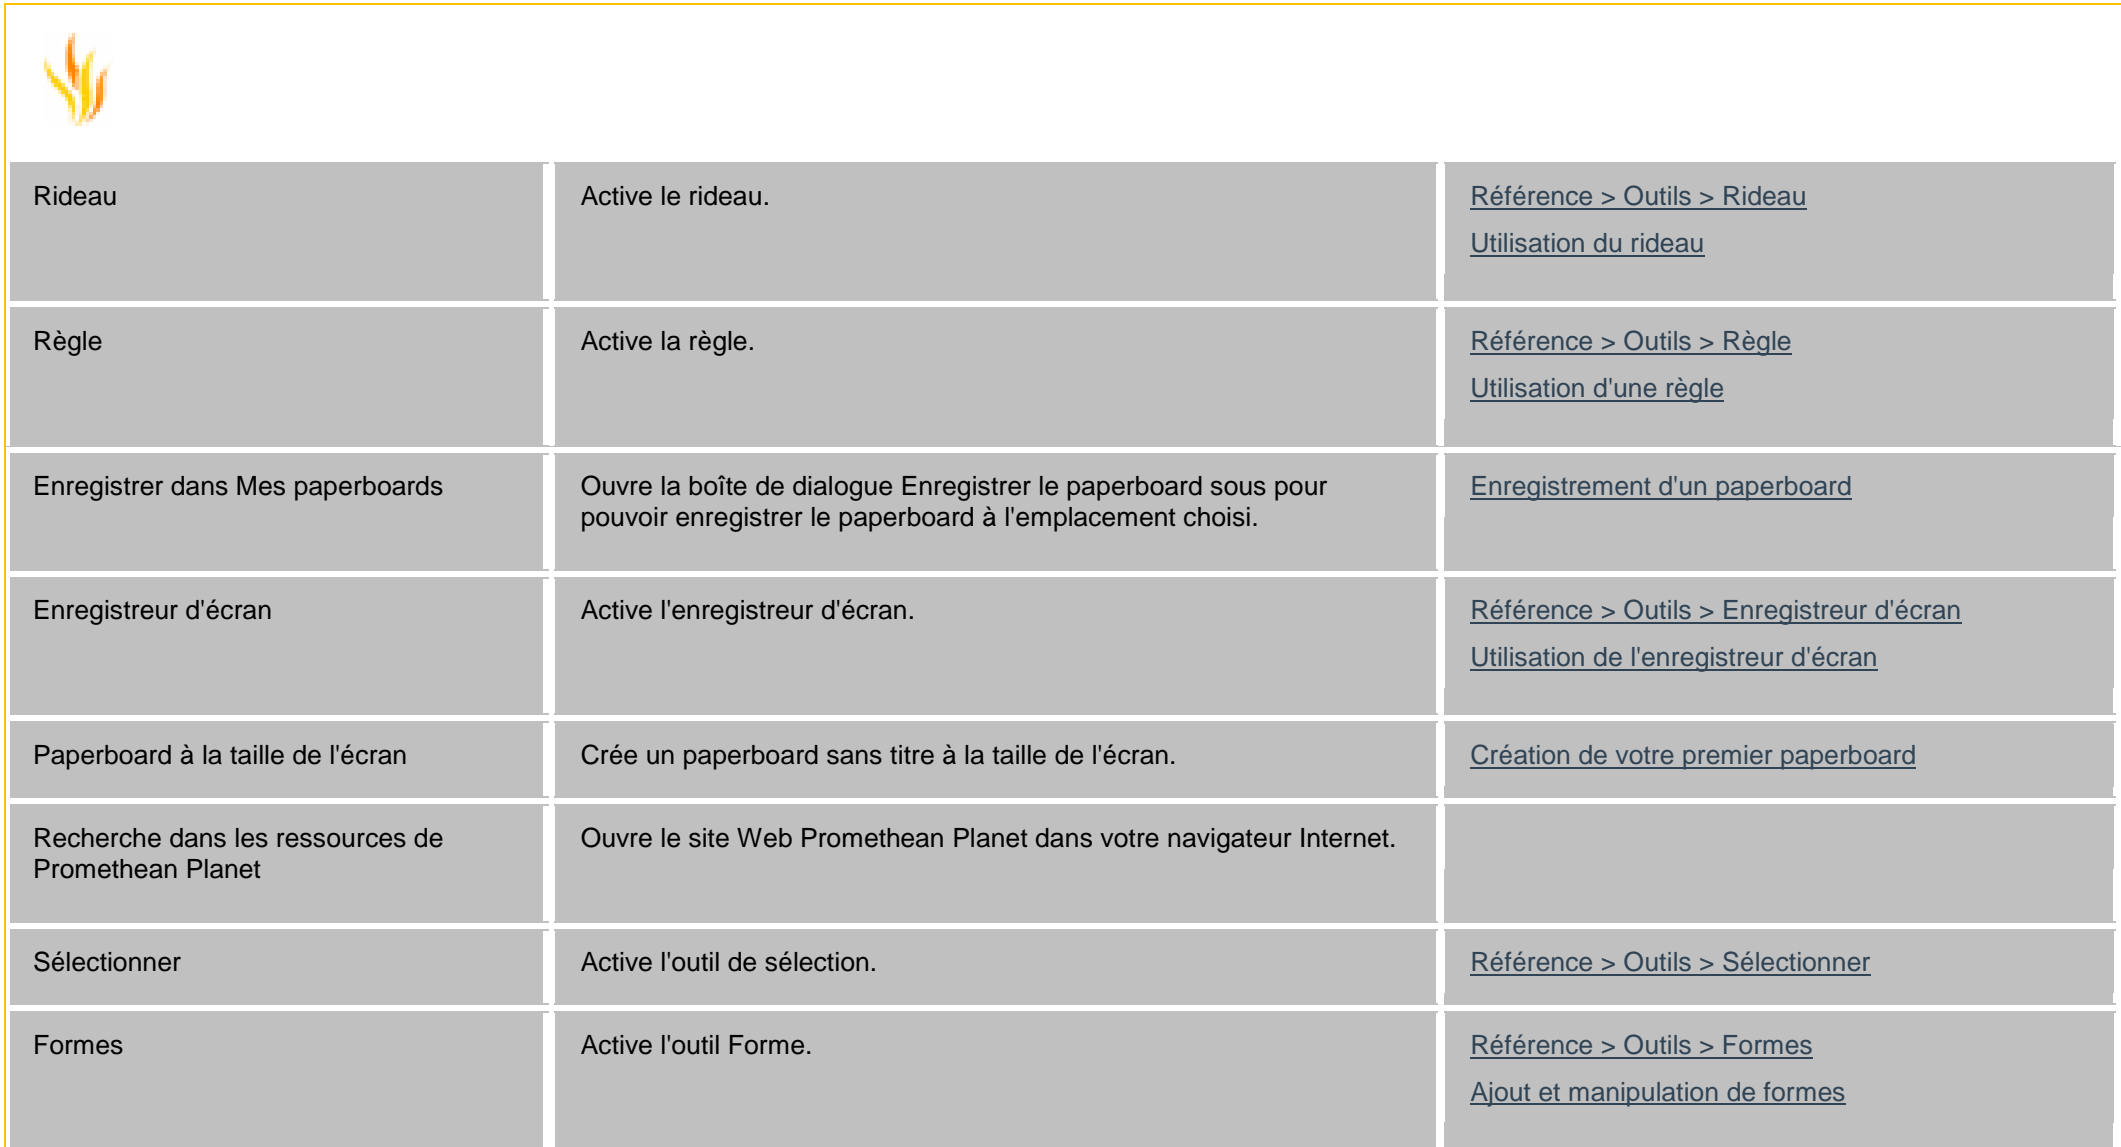 Rideau
Active le rideau.
Référence > Outils > Rideau
Utilisation du rideau
Règle
Active la règle.
Référence > Outils > Règle
Utilisation d'une règle
Enregistrer dans Mes paperboards
Ouvre la boîte de dialogue Enregistrer le paperboard sous pour
pouvoir enregistrer le paperboard à l'emplacement choisi.
Enregistrement d'un paperboard
Enregistreur d'écran
Active l'enregistreur d'écran.
Référence > Outils > Enregistreur d'écran
Utilisation de l'enregistreur d'écran
Paperboard à la taille de l'écran
Crée un paperboard sans titre à la taille de l'écran.
Création de votre premier paperboard
Recherche dans les ressources de
Promethean Planet
Ouvre le site Web Promethean Planet dans votre navigateur Internet.
Sélectionner
Active l'outil de sélection.
Référence > Outils > Sélectionner
Formes
Active l'outil Forme.
Référence > Outils > Formes
Ajout et manipulation de formes